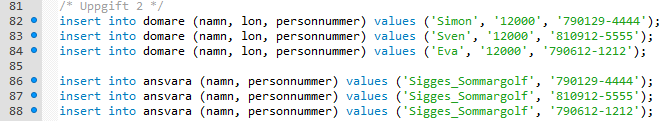 81 /* Uppgift 2 */
82 insert into domare (namn, lon, personnummer) values ('Simon', '12000', '790129-4444');
83 insert into domare (namn, lon, personnummer) values ('Sven', '12000', '810912-5555');
84 insert into domare (namn, lon, personnummer) values ('Eva', '12000', '790612-1212');
85
86 insert into ansvara (namn, personnummer) values ('Sigges_Sommargolf', '790129-4444');
87 insert into ansvara (namn, personnummer) values ('Sigges_Sommargolf', '810912-5555');
88 insert into ansvara (namn, personnummer) values ('Sigges_Sommargolf', '790612-1212');